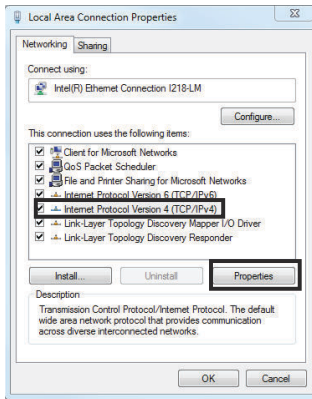 Local Area Connection Properties
Networking Sharing
Connect using:
Intel(R) Ethernet Connection I218-LM
Configure...
This connection uses the following items:
Client for Microsoft Networks
QoS Packet Scheduler
File and Printer Sharing for Microsoft Networks
Internet Protocol Version 6 (TCP/IPv6)
Internet Protocol Version 4 (TCP/IPv4)
Link-Layer Topology Discovery Mapper I/O Driver
Link-Layer Topology Discovery Responder
Install... Uninstall Properties
Description
Transmission Control Protocol/Internet Protocol. The default
wide area network protocol that provides communication
across diverse interconnected networks.
OK Cancel